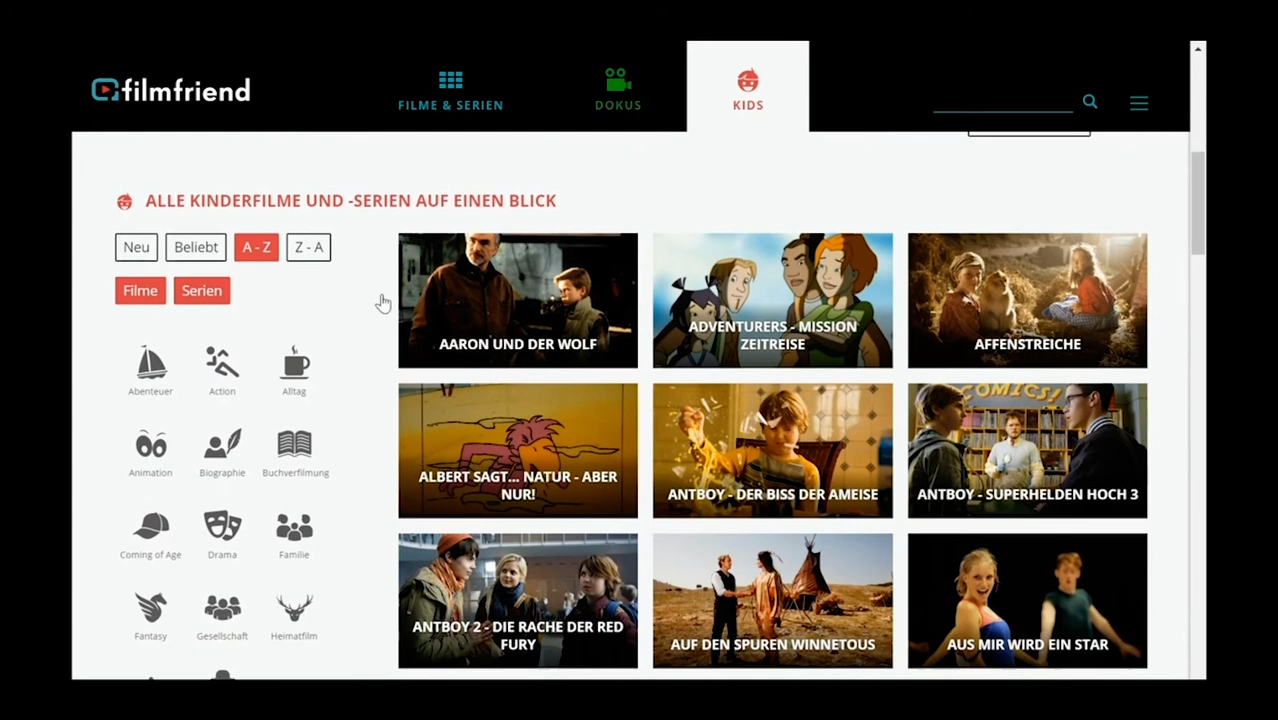 filmfriend
FILME & SERIEN
DOKUS
KIDS
ALLE KINDERFILME UND -SERIEN AUF EINEN BLICK
Neu
Beliebt
A - Z
Z - A
Filme
Serien
Abenteuer
Action
Alltag
Animation
Biographie
Buchverfilmung
Coming of Age
Drama
Familie
Fantasy
Gesellschaft
Heimatfilm
AARON UND DER WOLF
ADVENTURERS - MISSION
ZEITREISE
AFFENSTREICHE
ALBERT SAGT... NATUR - ABER
NUR!
ANTBOY - DER BISS DER AMEISE
COMICS!
ANTBOY - SUPERHELDEN HOCH 3
ANTBOY 2 - DIE RACHE DER RED
FURY
AUF DEN SPUREN WINNETOUS
AUS MIR WIRD EIN STAR